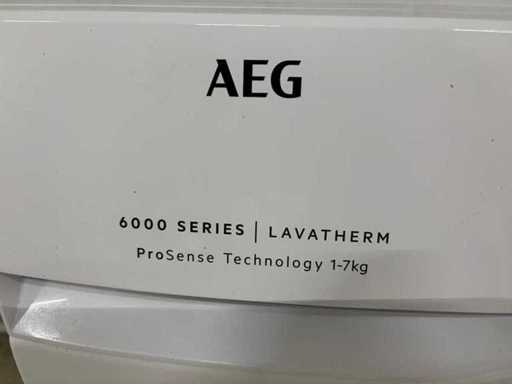 AEG
6000 SERIES | LAVATHERM
ProSense Technology 1-7kg